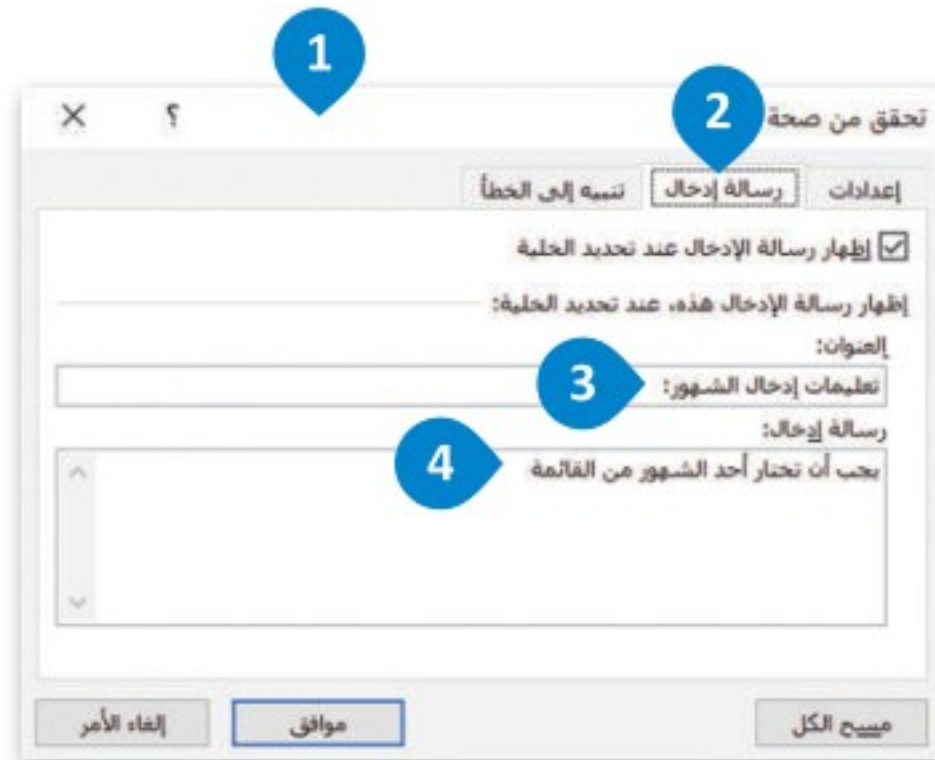 1
تحقق من صحة
2
؟
إعدادات
رسالة إدخال
تنبيه إلى الخطأ
إظهار رسالة الإدخال عند تحديد الخلية
إظهار رسالة الإدخال هذه، عند تحديد الخلية:
العنوان:
تعليمات إدخال الشهور:
3
رسالة إدخال:
يجب أن تختار أحد الشهور من القائمة
4
مسح الكل
موافق
إلغاء الأمر